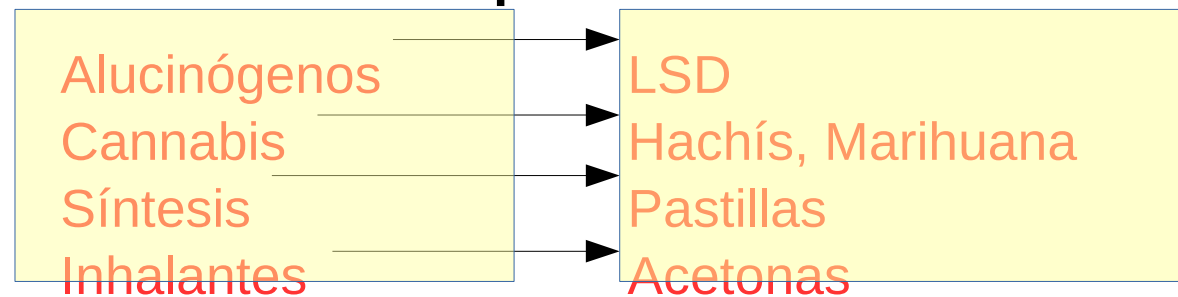 Alucinógenos LSD
Cannabis Hachís, Marihuana
Síntesis Pastillas
Inhalantes Acetonas